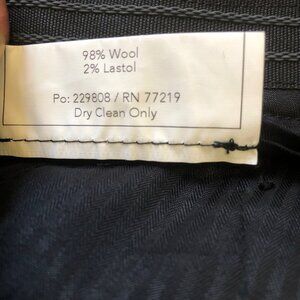 98% Wool
2% Lastol
Po: 229808 / RN 77219
Dry Clean Only